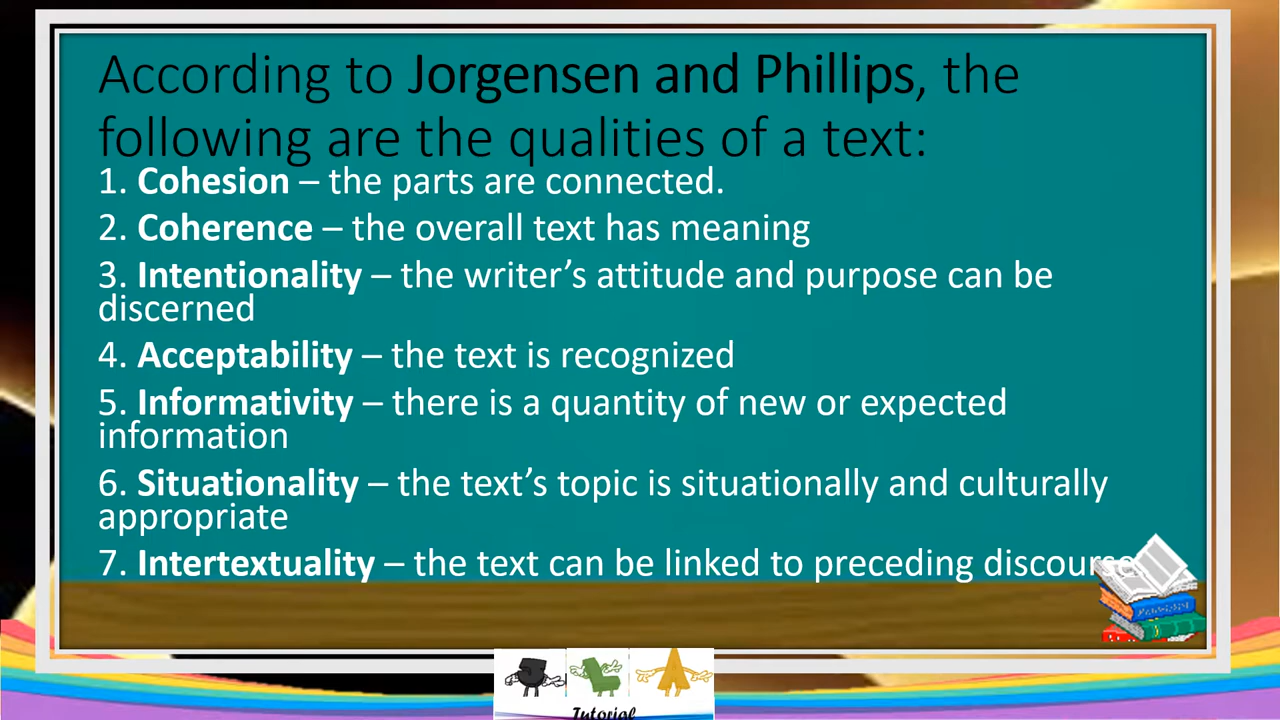 According to Jorgensen and Phillips, the
following are the qualities of a text:
1. Cohesion – the parts are connected.
2. Coherence – the overall text has meaning
3. Intentionality – the writer’s attitude and purpose can be
discerned
4. Acceptability – the text is recognized
5. Informativity – there is a quantity of new or expected
information
6. Situationality – the text’s topic is situationally and culturally
appropriate
7. Intertextuality – the text can be linked to preceding discourse
Tutorial